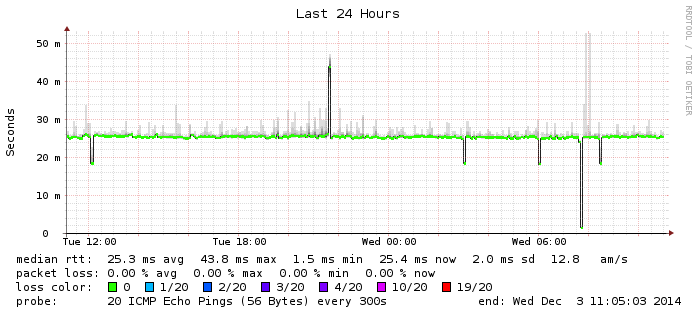 Last 24 Hours
RRDTOOL / TOBI OETIKER
Seconds
50 m
40 m
30 m
20 m
10 m
0
Tue 12:00 Tue 18:00 Wed 00:00 Wed 06:00
median rtt: 25.3 ms avg 43.8 ms max 1.5 ms min 25.4 ms now 2.0 ms sd 12.8 am/s
packet loss: 0.00 % avg 0.00 % max 0.00 % min 0.00 % now
loss color: 0 1/20 2/20 3/20 4/20 10/20 19/20
probe: 20 ICMP Echo Pings (56 Bytes) every 300s end: Wed Dec 3 11:05:03 2014